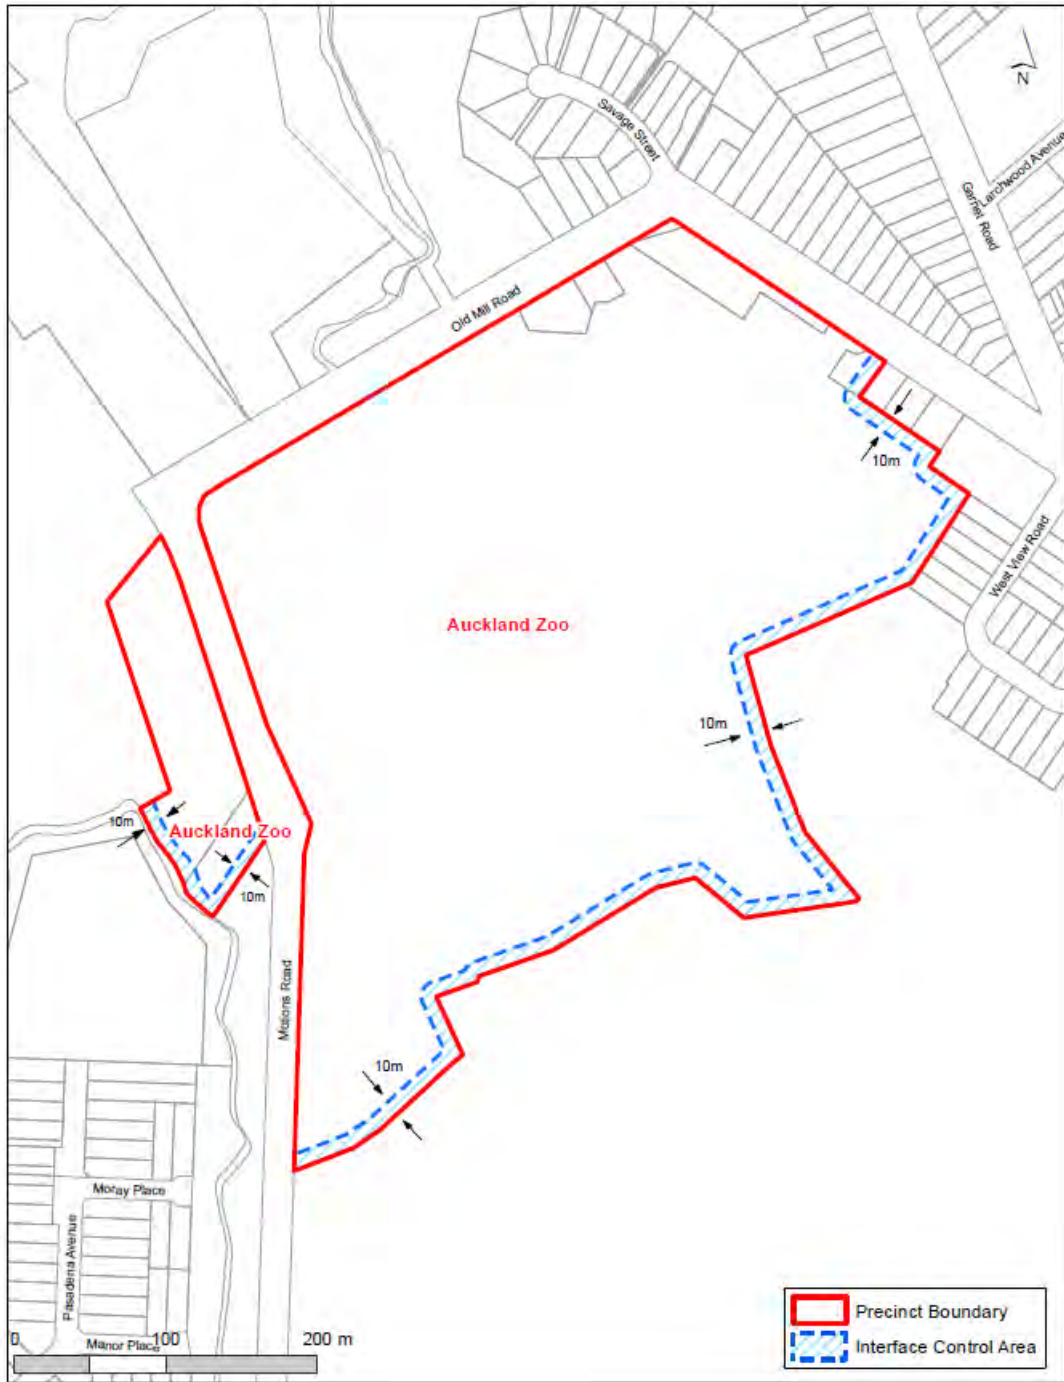 N
Savage Street
Larchwood Avenue
Garnet Road
Old Mill Road
10m
West View Road
Auckland Zoo
10m
10m
Auckland Zoo
10m
Motions Road
10m
Moray Place
Pasadena Avenue
Manor Place
0 100 200 m
Precinct Boundary
Interface Control Area